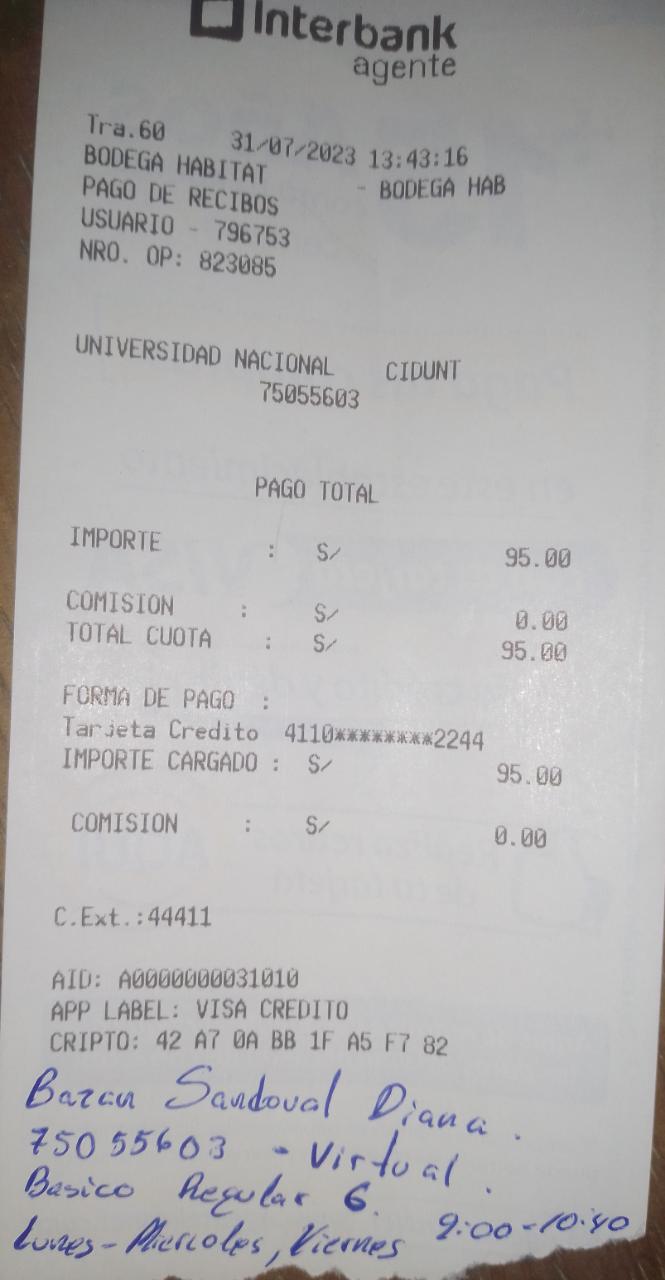 Interbank
agente
Tra.60 31/07/2023 13:43:16
BODEGA HABITAT - BODEGA HAB
PAGO DE RECIBOS
USUARIO - 796753
NRO. OP: 823085
UNIVERSIDAD NACIONAL CIDUNT
75055603
PAGO TOTAL
IMPORTE : S/ 95.00
COMISION : S/ 0.00
TOTAL CUOTA : S/ 95.00
FORMA DE PAGO :
Tarjeta Credito 4110********2244
IMPORTE CARGADO : S/ 95.00
COMISION : S/ 0.00
C.Ext.:44411
AID: A0000000031010
APP LABEL: VISA CREDITO
CRIPTO: 42 A7 0A BB 1F A5 F7 82
Bazan Sandoval Diana.
75055603 - Virtual.
Basico Regular 6.
Lunes - Miercoles, Viernes 9:00-10:40